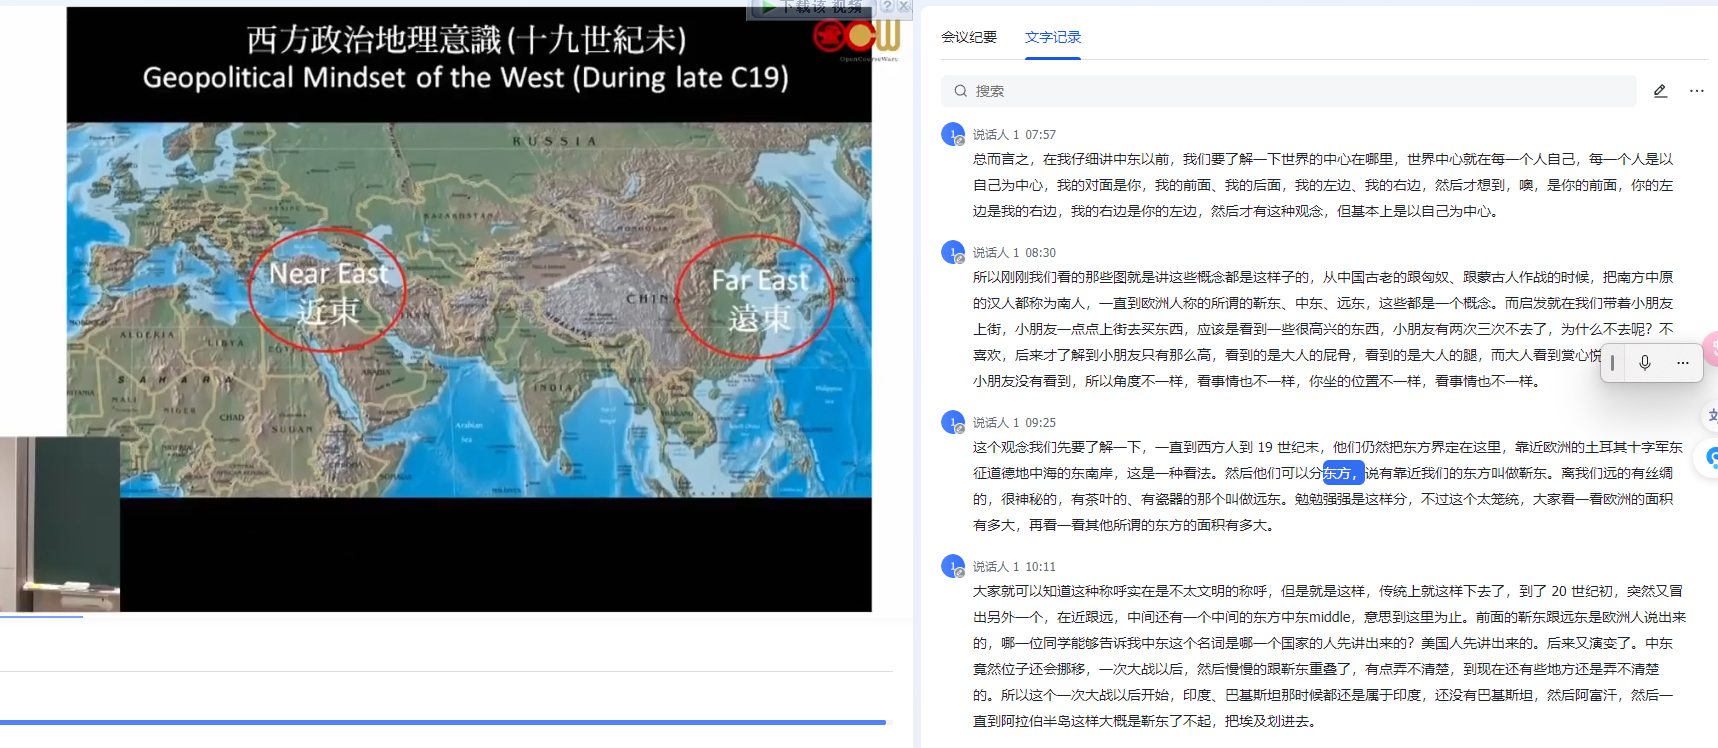 下载该视频
西方政治地理意識(十九世紀末)
Geopolitical Mindset of the West (During late C19)
OpenCourseWare
RUSSIA
KAZAKHSTAN
MONGOLIA
Near East
近東
Far East
遠東
CHINA
IRAN
HIMALAYAS
ALGERIA
LIBYA
EGYPT
ARABIA
SAHARA
MALI
NIGER
CHAD
SUDAN
INDIA
Arabian
Sea
会议纪要
文字记录
搜索
说话人 1 07:57
总而言之，在我仔细讲中东以前，我们要了解一下世界的中心在哪里，世界中心就在每一个人自己，每一个人是以
自己为中心，我的对面是你，我的前面、我的后面，我的左边、我的右边，然后才想到，噢，是你的前面，你的左
边是我的右边，我的右边是你的左边，然后才有这种观念，但基本上是以自己为中心。
说话人 1 08:30
所以刚刚我们看的那些图就是讲这些概念都是这样子的，从中国古老的跟匈奴、跟蒙古人作战的时候，把南方中原
的汉人都称为南人，一直到欧洲人称的所谓的靳东、中东、远东，这些都是一个概念。而启发就在我们带着小朋友
上街，小朋友一点点上街去买东西，应该是看到一些很高兴的东西，小朋友有两次三次不去了，为什么不去呢？不
喜欢，后来才了解到小朋友只有那么高，看到的是大人的屁骨，看到的是大人的腿，而大人看到赏心悦
小朋友没有看到，所以角度不一样，看事情也不一样，你坐的位置不一样，看事情也不一样。
说话人 1 09:25
这个观念我们先要了解一下，一直到西方人到 19 世纪末，他们仍然把东方界定在这里，靠近欧洲的土耳其十字军东
征道德地中海的东南岸，这是一种看法。然后他们可以分东方，说有靠近我们的东方叫做靳东。离我们远的有丝绸
的，很神秘的，有茶叶的、有瓷器的那个叫做远东。勉勉强强是这样分，不过这个太笼统，大家看一看欧洲的面积
有多大，再看一看其他所谓的东方的面积有多大。
说话人 1 10:11
大家就可以知道这种称呼实在是不太文明的称呼，但是就是这样，传统上就这样下去了，到了 20 世纪初，突然又冒
出另外一个，在近跟远，中间还有一个中间的东方中东middle，意思到这里为止。前面的靳东跟远东是欧洲人说出来
的，哪一位同学能够告诉我中东这个名词是哪一个国家的人先讲出来的？美国人先讲出来的。后来又演变了。中东
竟然位子还会挪移，一次大战以后，然后慢慢的跟靳东重叠了，有点弄不清楚，到现在还有些地方还是弄不清楚
的。所以这个一次大战以后开始，印度、巴基斯坦那时候都还是属于印度，还没有巴基斯坦，然后阿富汗，然后一
直到阿拉伯半岛这样大概是靳东了不起，把埃及划进去。